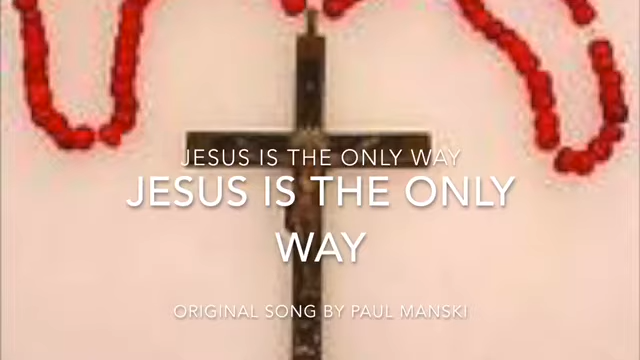 JESUS IS THE ONLY WAY
JESUS IS THE ONLY
WAY
ORIGINAL SONG BY PAUL MANSKI